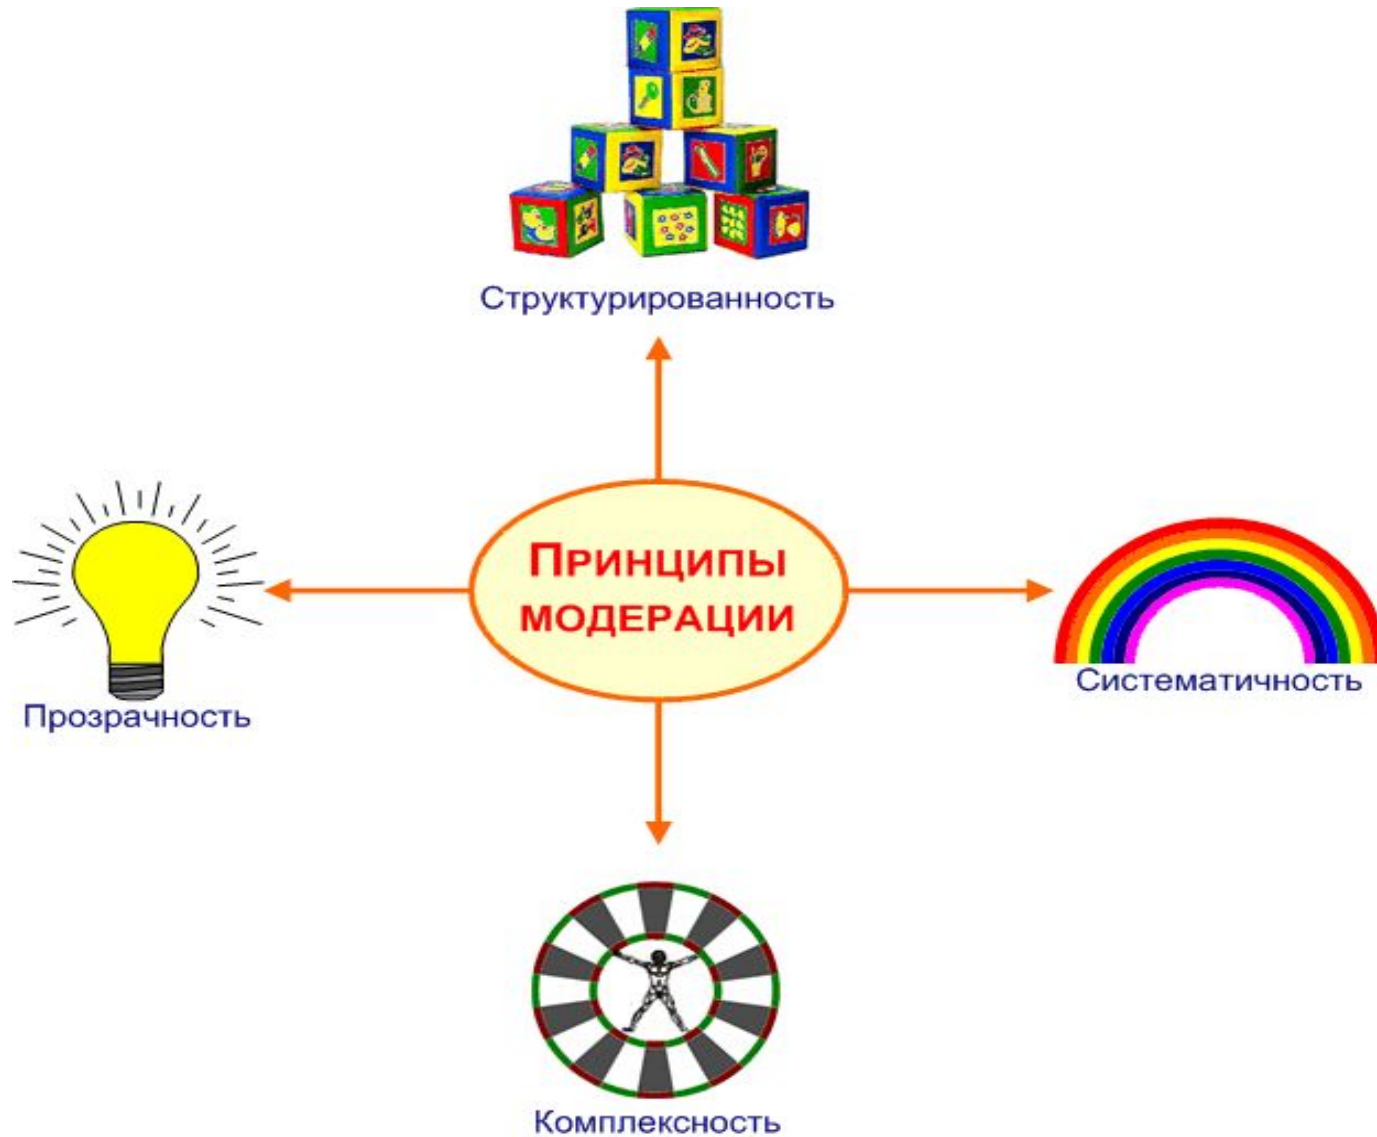 Структурированность
Принципы
модерации
Прозрачность
Систематичность
Комплексность